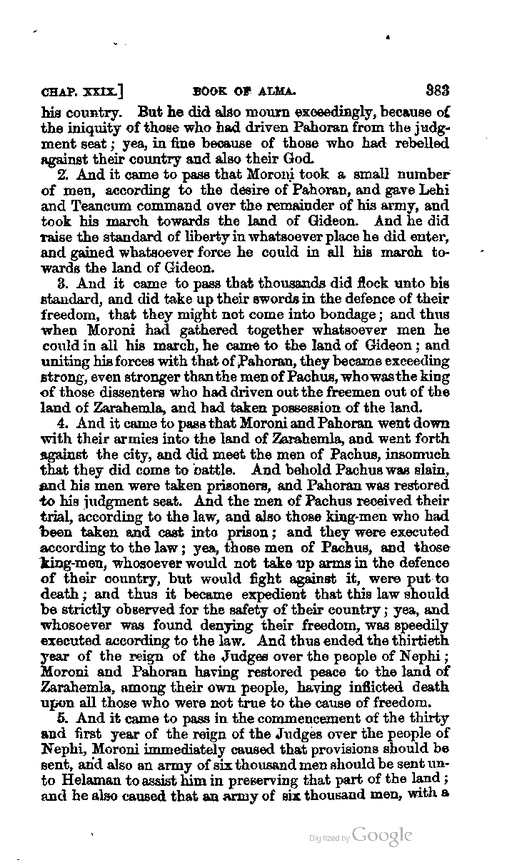 CHAP. XXIX.] BOOK OF ALMA. 383
his country. But he did also mourn exceedingly, because of
the iniquity of those who had driven Pahoran from the judg-
ment seat; yea, in fine because of those who had rebelled
against their country and also their God.
2. And it came to pass that Moroni took a small number
of men, according to the desire of Pahoran, and gave Lehi
and Teancum command over the remainder of his army, and
took his march towards the land of Gideon. And he did
raise the standard of liberty in whatsoever place he did enter,
and gained whatsoever force he could in all his march to-
wards the land of Gideon.
3. And it came to pass that thousands did flock unto his
standard, and did take up their swords in the defence of their
freedom, that they might not come into bondage; and thus
when Moroni had gathered together whatsoever men he
could in all his march, he came to the land of Gideon; and
uniting his forces with that of Pahoran, they became exceeding
strong, even stronger than the men of Pachus, who was the king
of those dissenters who had driven out the freemen out of the
land of Zarahemla, and had taken possession of the land.
4. And it came to pass that Moroni and Pahoran went down
with their armies into the land of Zarahemla, and went forth
against the city, and did meet the men of Pachus, insomuch
that they did come to battle. And behold Pachus was slain,
and his men were taken prisoners, and Pahoran was restored
to his judgment seat. And the men of Pachus received their
trial, according to the law, and also those king-men who had
been taken and cast into prison; and they were executed
according to the law; yea, those men of Pachus, and those
king-men, whosoever would not take up arms in the defence
of their country, but would fight against it, were put to
death; and thus it became expedient that this law should
be strictly observed for the safety of their country; yea, and
whosoever was found denying their freedom, was speedily
executed according to the law. And thus ended the thirtieth
year of the reign of the Judges over the people of Nephi;
Moroni and Pahoran having restored peace to the land of
Zarahemla, among their own people, having inflicted death
upon all those who were not true to the cause of freedom.
5. And it came to pass in the commencement of the thirty
and first year of the reign of the Judges over the people of
Nephi, Moroni immediately caused that provisions should be
sent, and also an army of six thousand men should be sent un-
to Helaman to assist him in preserving that part of the land;
and he also caused that an army of six thousand men, with a
Digitized by Google